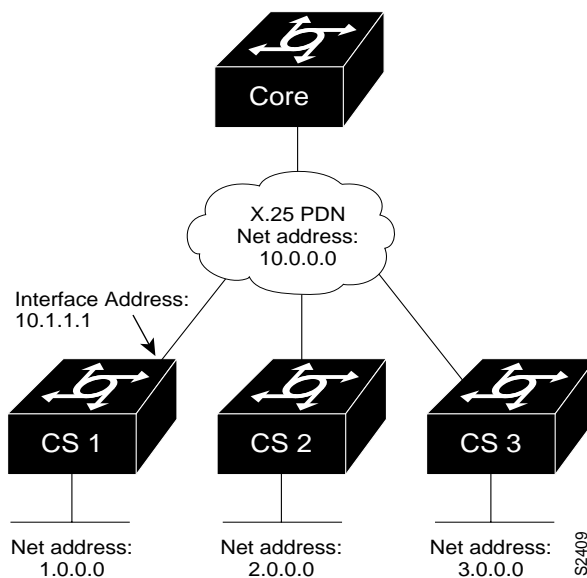 Core
X.25 PDN
Net address:
10.0.0.0
Interface Address:
10.1.1.1
CS 1
CS 2
CS 3
Net address:
1.0.0.0
Net address:
2.0.0.0
Net address:
3.0.0.0
S2409